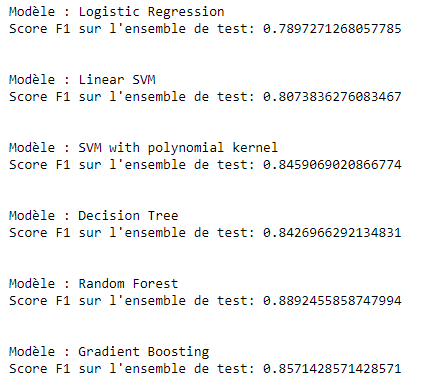 Modèle : Logistic Regression
Score F1 sur l'ensemble de test: 0.7897271268057785
Modèle : Linear SVM
Score F1 sur l'ensemble de test: 0.8073836276083467
Modèle : SVM with polynomial kernel
Score F1 sur l'ensemble de test: 0.8459069020866774
Modèle : Decision Tree
Score F1 sur l'ensemble de test: 0.8426966292134831
Modèle : Random Forest
Score F1 sur l'ensemble de test: 0.8892455858747994
Modèle : Gradient Boosting
Score F1 sur l'ensemble de test: 0.8571428571428571